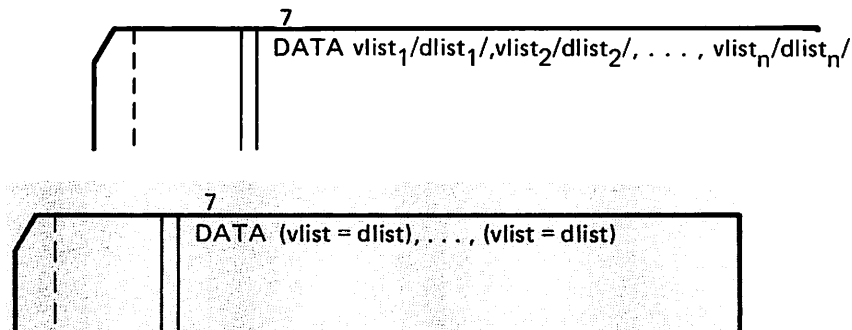 7
DATA vlist₁/dlist₁/,vlist₂/dlist₂/, . . . , vlistₙ/dlistₙ/
7
DATA (vlist = dlist), . . . , (vlist = dlist)